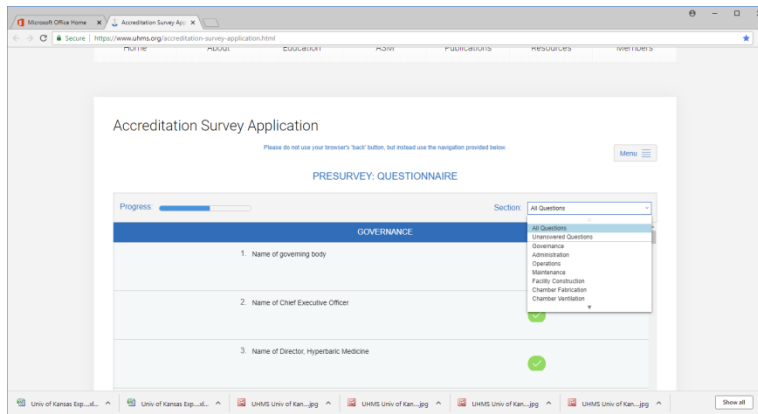 Microsoft Office Home
Accreditation Survey App
Secure https://www.uhms.org/accreditation-survey-application.html
Home About Education HSM Publications Resources Members
Accreditation Survey Application
Please do not use your browser's 'back' button, but instead use the navigation provided below.
Menu
PRESURVEY: QUESTIONNAIRE
Progress:
Section: All Questions
All Questions
Unanswered Questions
Governance
Administration
Operations
Maintenance
Facility Construction
Chamber Fabrication
Chamber Ventilation
GOVERNANCE
1. Name of governing body
2. Name of Chief Executive Officer
3. Name of Director, Hyperbaric Medicine
Univ of Kansas Exp....xl... Univ of Kansas Exp....xl... UHMS Univ of Kan...jpg UHMS Univ of Kan...jpg UHMS Univ of Kan...jpg UHMS Univ of Kan...jpg UHMS Univ of Kan...jpg Show all